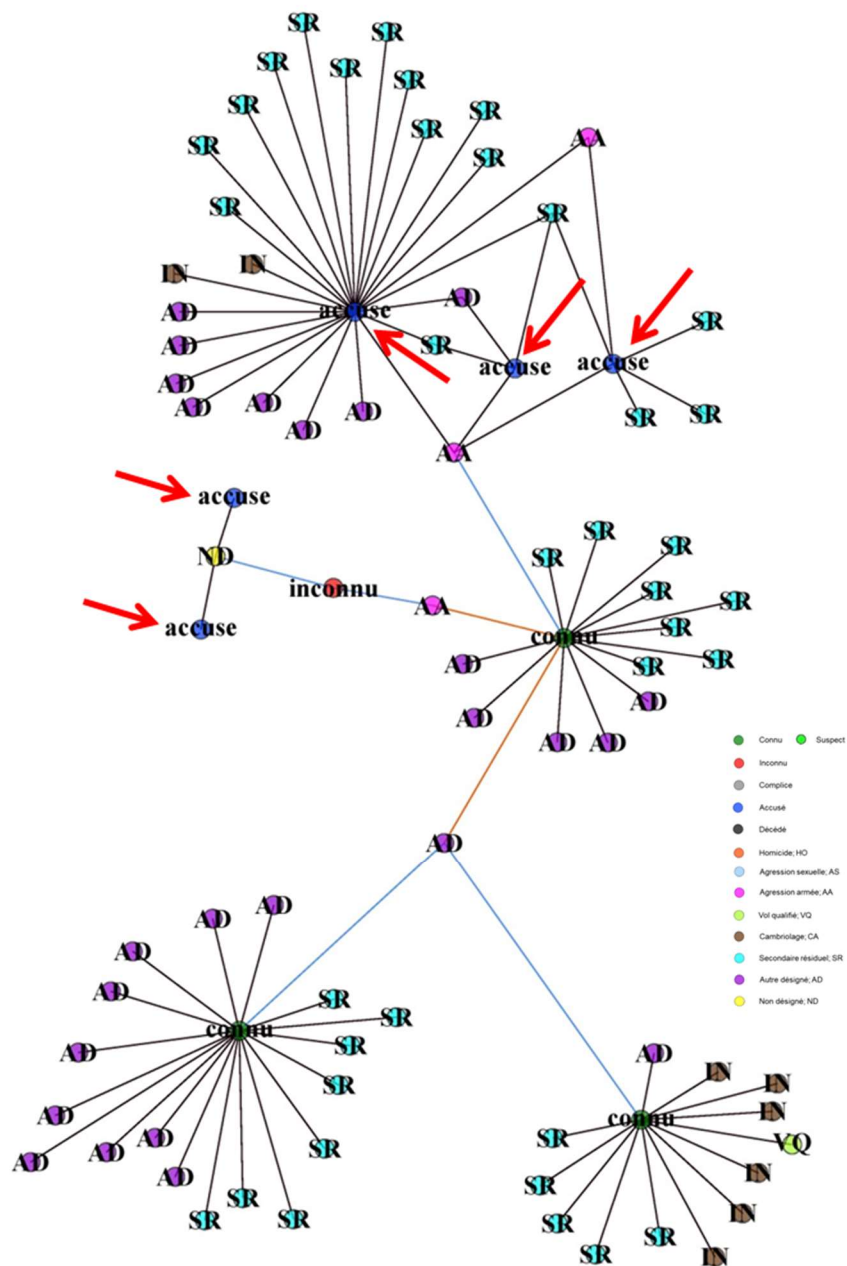 SR
SR
SR
SR
SR
SR
SR
SR
AA
SR
SR
SR
SR
IN
IN
AD
AD
accuse
SR
AD
SR
accuse
accuse
AD
AD
AD
AD
SR
SR
AD
AA
accuse
SR
SR
ND
SR
inconnu
SR
SR
AA
accuse
SR
connu
AD
SR
SR
AD
AD
AD
AD
Connu
Suspect
Inconnu
Complice
Accusé
Décédé
Homicide; HO
Agression sexuelle; AS
Agression armée; AA
Vol qualifié; VQ
Cambriolage; CA
Secondaire résiduel; SR
Autre désigné; AD
Non désigné; ND
AD
AD
AD
AD
AD
SR
SR
connu
SR
AD
SR
AD
AD
SR
AD
AD
AD
AD
SR
SR
SR
AD
IN
IN
IN
connu
SR
VQ
IN
SR
IN
SR
SR
SR
IN